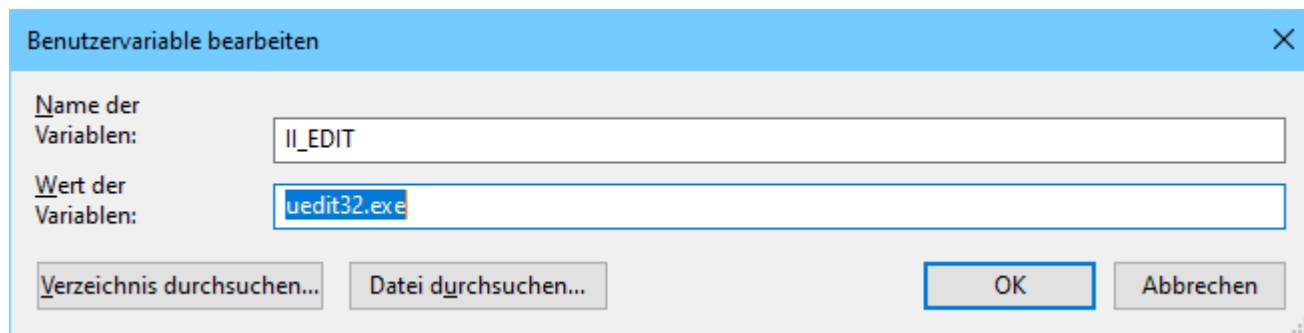 Benutzervariable bearbeiten
Name der
Variablen:
II_EDIT
Wert der
Variablen:
uedit32.exe
Verzeichnis durchsuchen...
Datei durchsuchen...
OK
Abbrechen